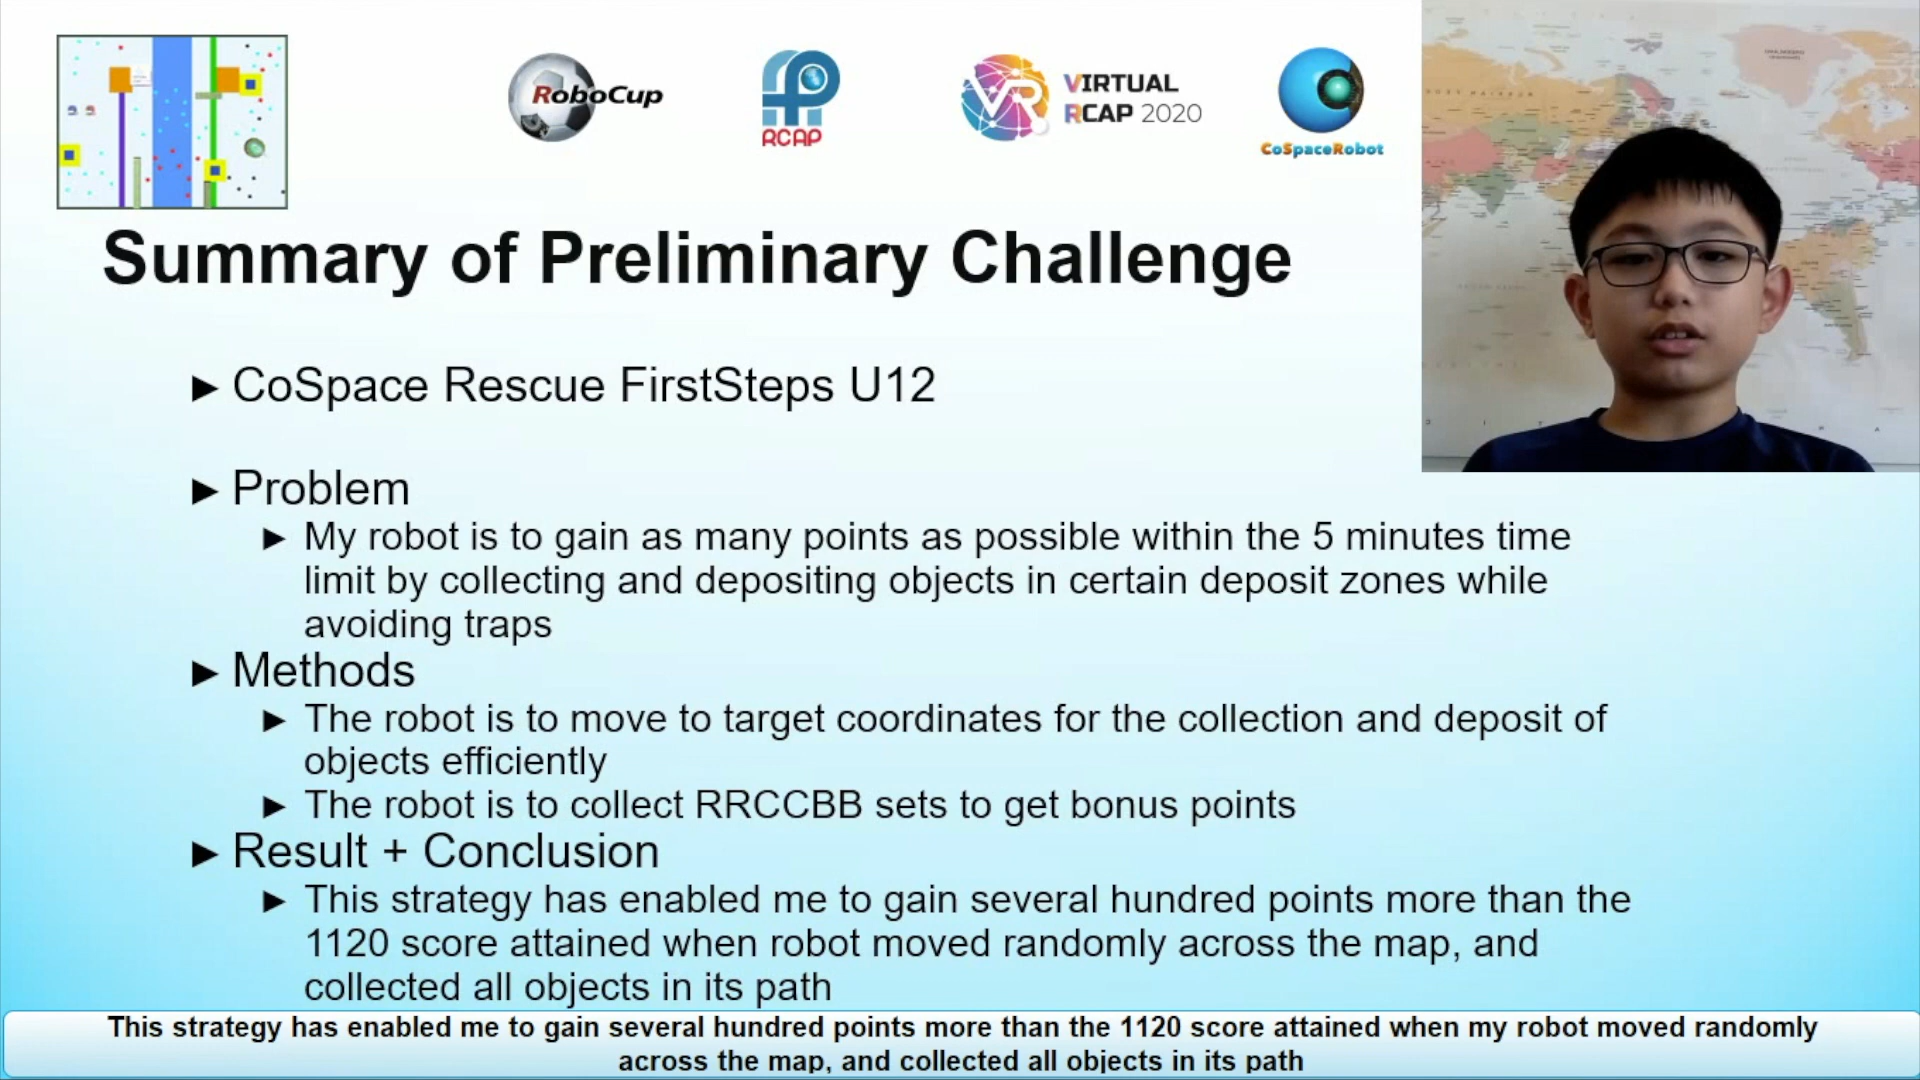 RoboCup
RCAP
VR
VIRTUAL
RCAP 2020
CoSpaceRobot
Summary of Preliminary Challenge
► CoSpace Rescue FirstSteps U12
► Problem
► My robot is to gain as many points as possible within the 5 minutes time
limit by collecting and depositing objects in certain deposit zones while
avoiding traps
► Methods
► The robot is to move to target coordinates for the collection and deposit of
objects efficiently
► The robot is to collect RRCCBB sets to get bonus points
► Result + Conclusion
► This strategy has enabled me to gain several hundred points more than the
1120 score attained when robot moved randomly across the map, and
collected all objects in its path
This strategy has enabled me to gain several hundred points more than the 1120 score attained when my robot moved randomly
across the map, and collected all objects in its path